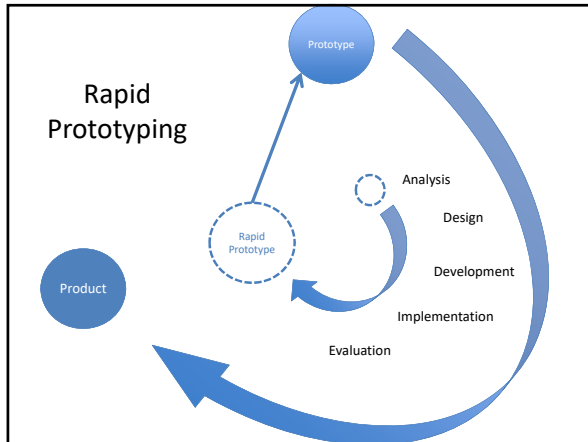 Prototype
Rapid
Prototyping
Analysis
Design
Rapid
Prototype
Development
Product
Implementation
Evaluation